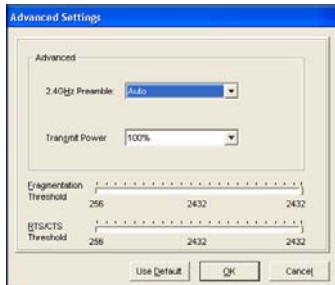 Advanced Settings
Advanced
2.4GHz Preamble: Auto
Transmit Power 100%
Fragmentation
Threshold
256 2432 2432
RTS/CTS
Threshold
256 2432 2432
Use Default OK Cancel